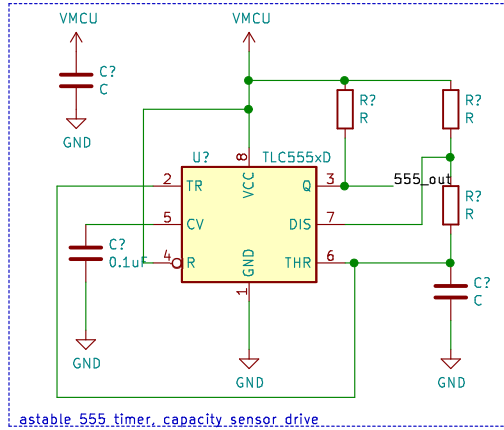 VMCU
VMCU
C?
C
GND
R?
R
R?
R
U?
TLC555xD
8
VCC
2
TR
Q
3
555_out
R?
R
5
CV
DIS
7
C?
0.1uF
4
R
GND
THR
6
1
C?
C
GND
GND
GND
astable 555 timer, capacity sensor drive